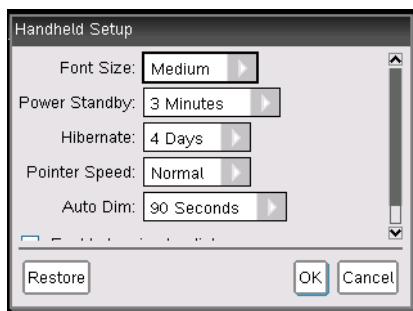 Handheld Setup
Font Size: Medium
Power Standby: 3 Minutes
Hibernate: 4 Days
Pointer Speed: Normal
Auto Dim: 90 Seconds
Restore OK Cancel